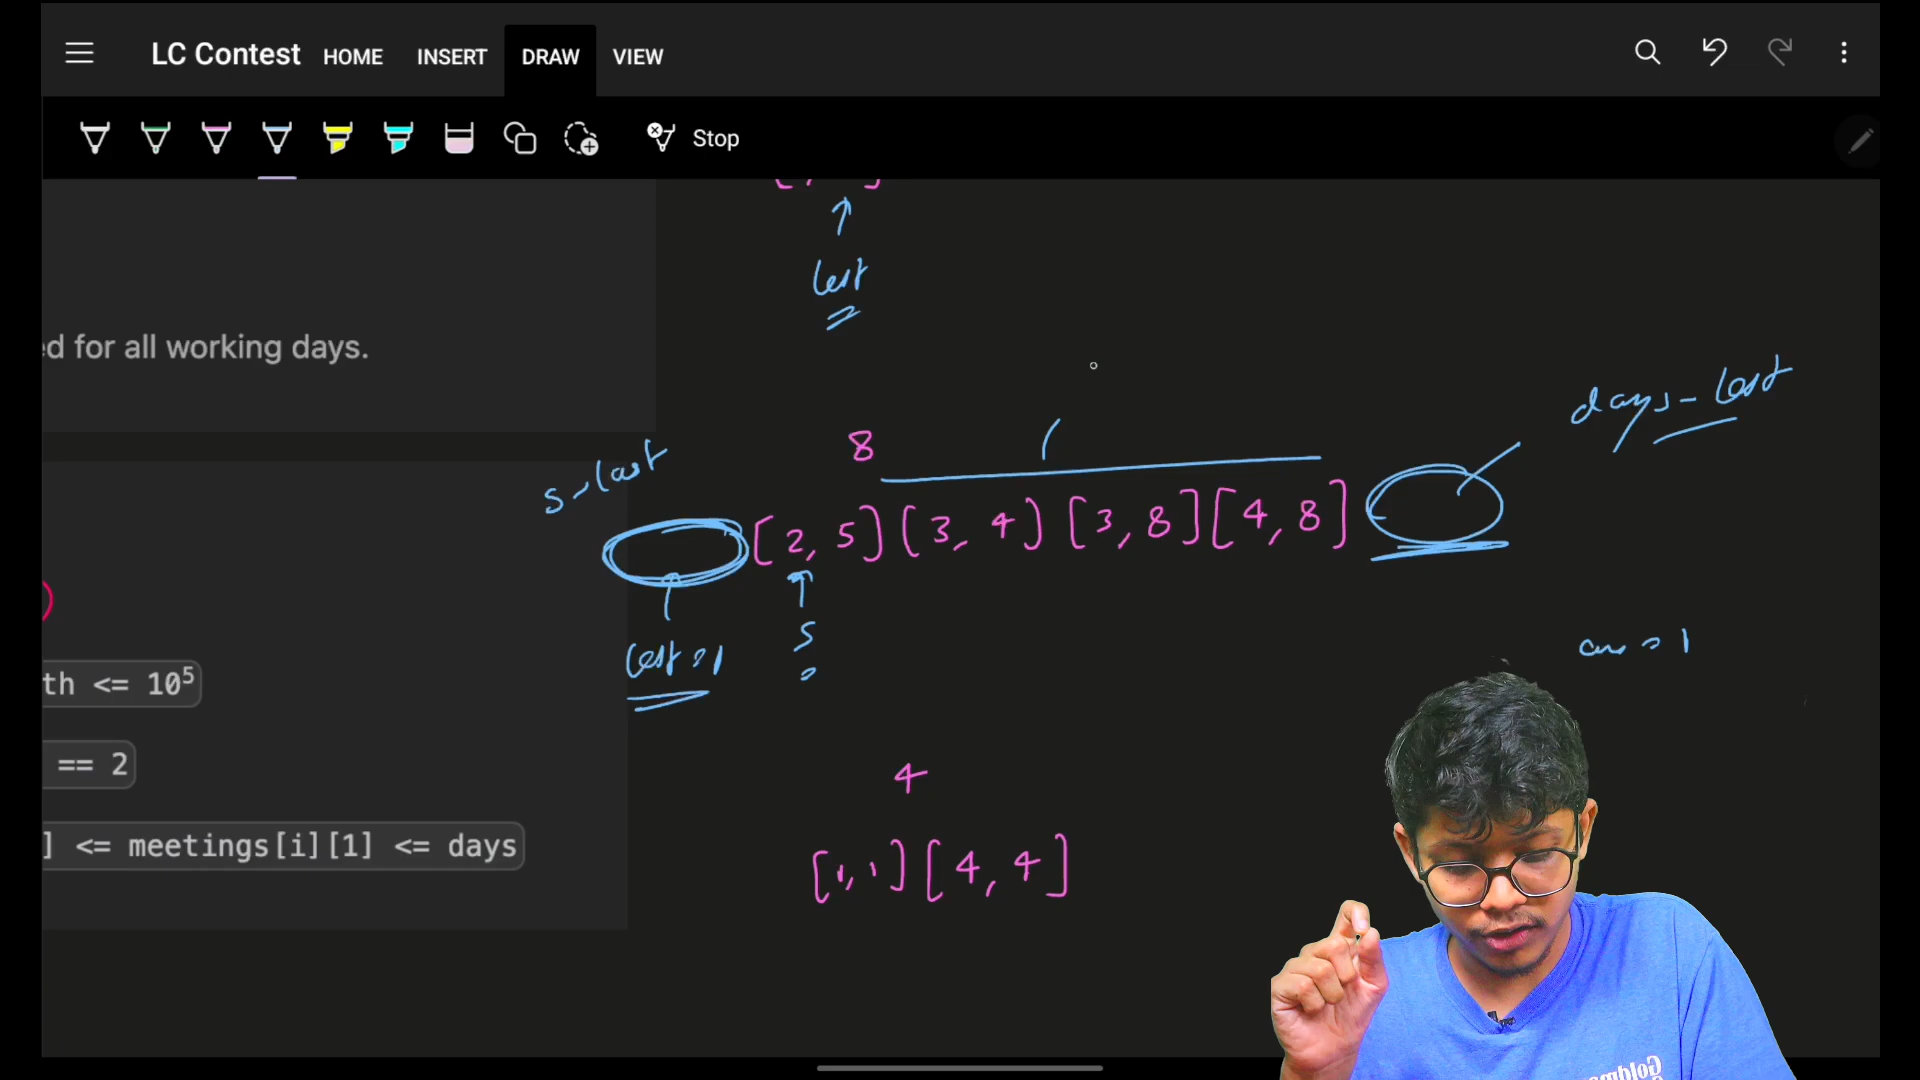 LC Contest HOME INSERT DRAW VIEW
Stop
last
ed for all working days.
days - last
8
s - last
[2, 5] [3, 4] [3, 8] [4, 8]
s
last = 1
ans = 1
th <= 10^5
== 2
4
] <= meetings[i][1] <= days
[1, 1] [4, 4]